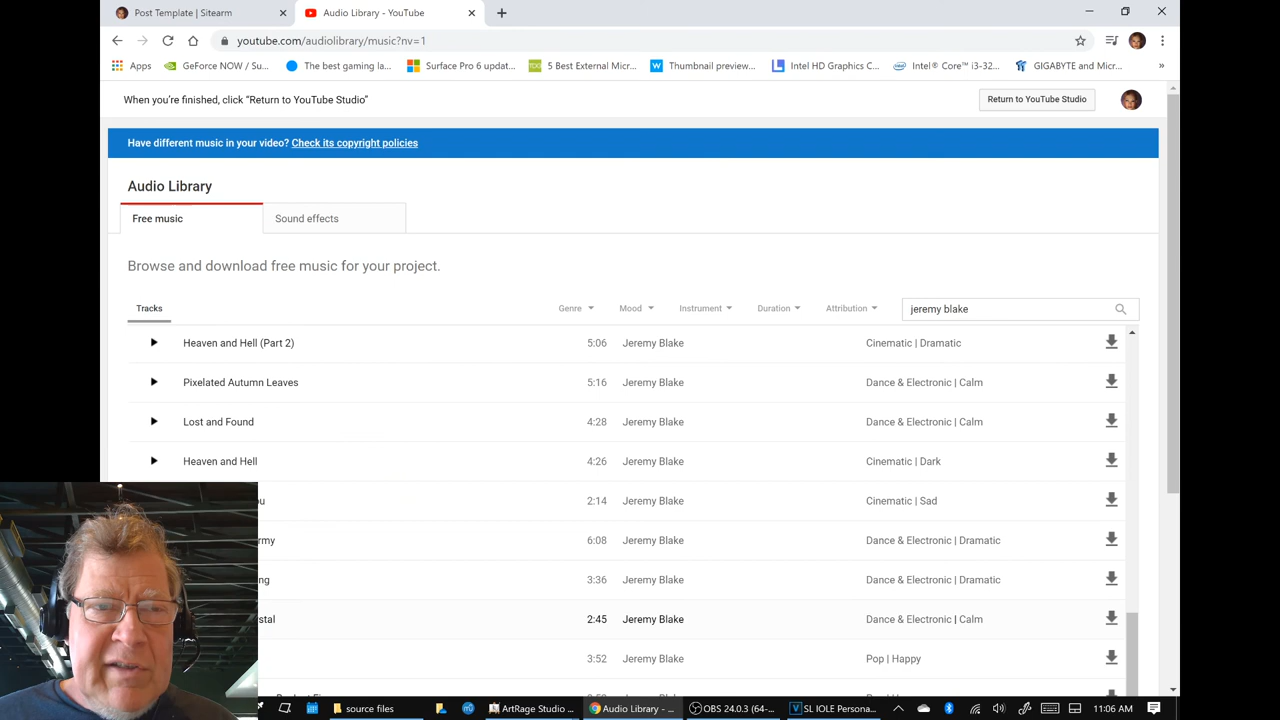 Post Template | Sitearm
Audio Library - YouTube
youtube.com/audiolibrary/music?nv=1
Apps
GeForce NOW / Su...
The best gaming la...
Surface Pro 6 updat...
5 Best External Micr...
Thumbnail preview...
Intel HD Graphics C...
Intel® Core™ i3-32...
GIGABYTE and Micr...
When you're finished, click “Return to YouTube Studio”
Return to YouTube Studio
Have different music in your video? Check its copyright policies
Audio Library
Free music
Sound effects
Browse and download free music for your project.
Tracks Genre Mood Instrument Duration Attribution jeremy blake
Heaven and Hell (Part 2) 5:06 Jeremy Blake Cinematic | Dramatic
Pixelated Autumn Leaves 5:16 Jeremy Blake Dance & Electronic | Calm
Lost and Found 4:28 Jeremy Blake Dance & Electronic | Calm
Heaven and Hell 4:26 Jeremy Blake Cinematic | Dark
ou 2:14 Jeremy Blake Cinematic | Sad
rmy 6:08 Jeremy Blake Dance & Electronic | Dramatic
ng 3:36 Jeremy Blake Dance & Electronic | Dramatic
stal 2:45 Jeremy Blake Dance & Electronic | Calm
3:52 Jeremy Blake Pop | Happy
source files
ArtRage Studio ...
Audio Library - ...
OBS 24.0.3 (64-...
SL IOLE Persona...
11:06 AM